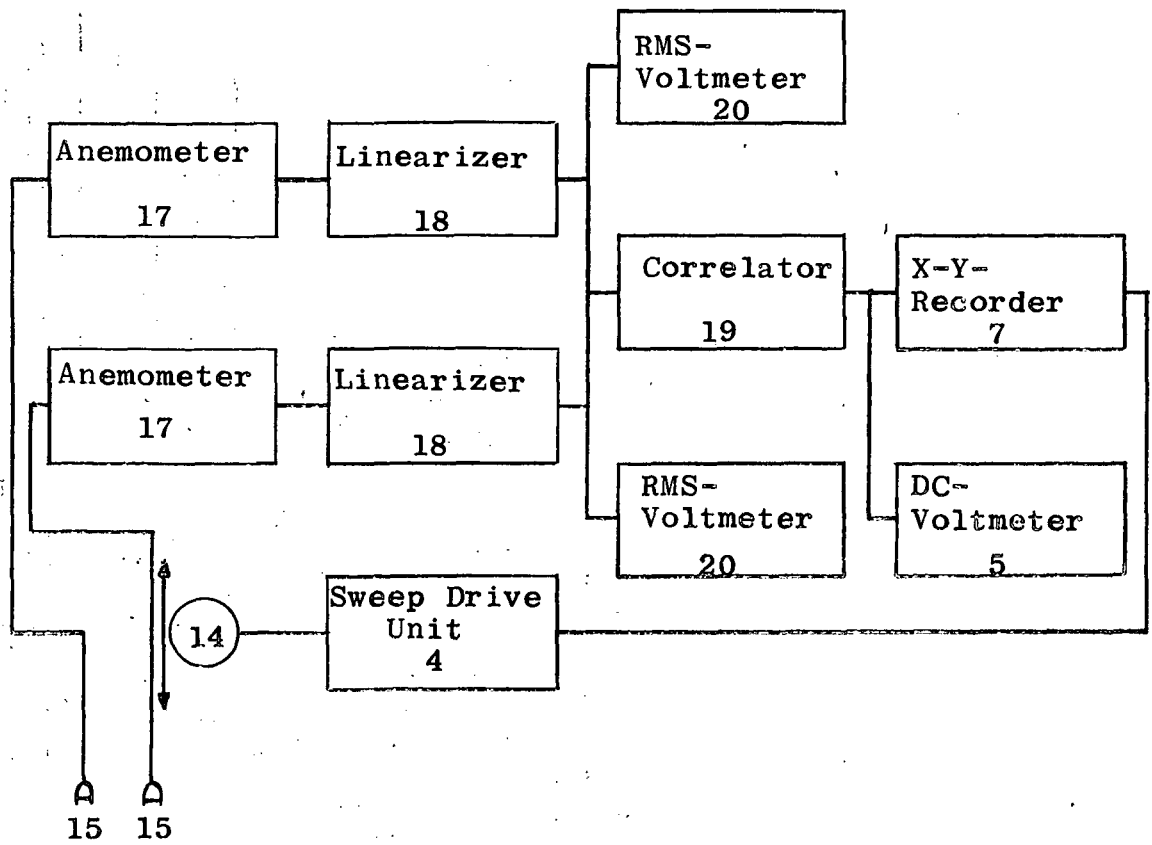 RMS-
Voltmeter
20
Anemometer
17
Linearizer
18
Correlator
19
X-Y-
Recorder
7
Anemometer
17
Linearizer
18
RMS-
Voltmeter
20
DC-
Voltmeter
5
14
Sweep Drive
Unit
4
15
15